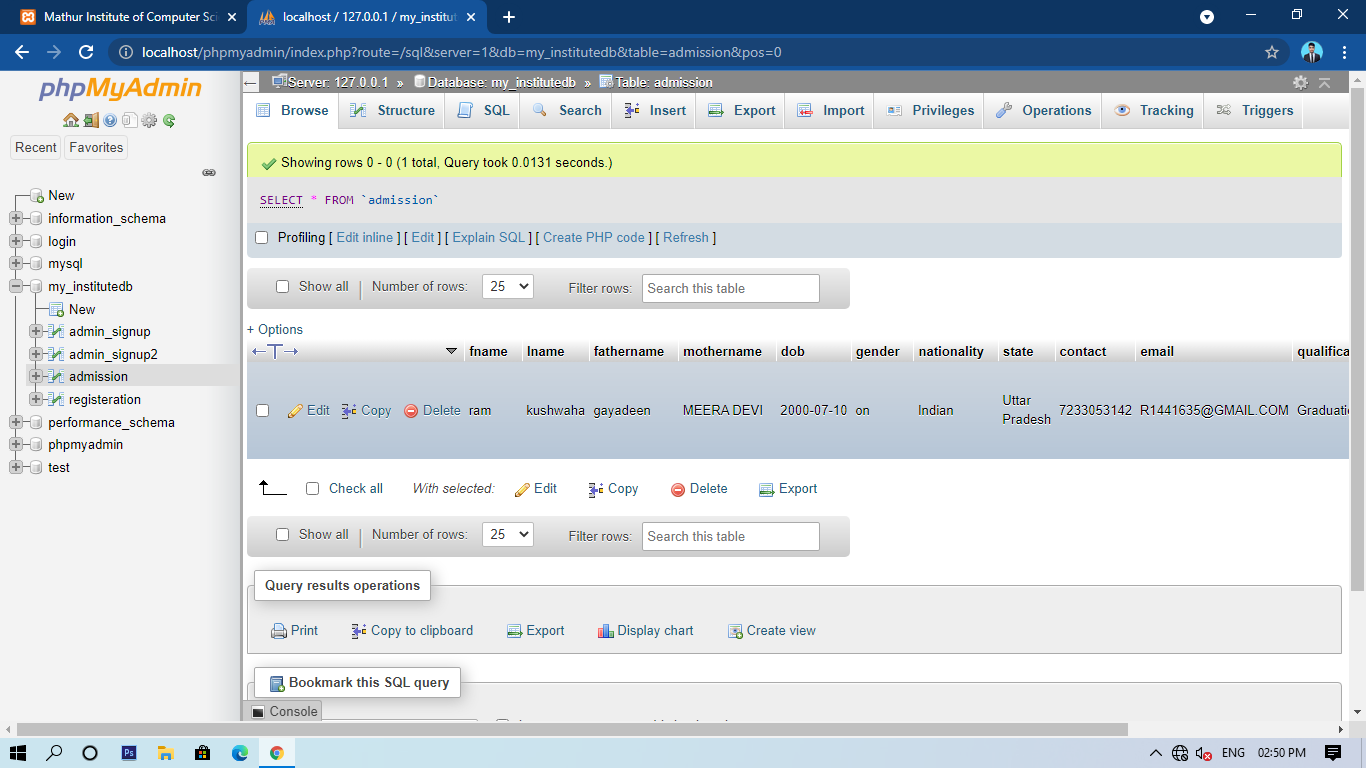 Mathur Institute of Computer Sci
localhost / 127.0.0.1 / my_institut
localhost/phpmyadmin/index.php?route=/sql&server=1&db=my_institutedb&table=admission&pos=0
phpMyAdmin
Recent Favorites
New
information_schema
login
mysql
my_institutedb
New
admin_signup
admin_signup2
admission
registeration
performance_schema
phpmyadmin
test
Server: 127.0.0.1 » Database: my_institutedb » Table: admission
Browse Structure SQL Search Insert Export Import Privileges Operations Tracking Triggers
Showing rows 0 - 0 (1 total, Query took 0.0131 seconds.)
SELECT * FROM `admission`
Profiling [ Edit inline ] [ Edit ] [ Explain SQL ] [ Create PHP code ] [ Refresh ]
Show all | Number of rows: 25 Filter rows: Search this table
+ Options
←T→ fname lname fathername mothername dob gender nationality state contact email qualifica
Edit Copy Delete ram kushwaha gayadeen MEERA DEVI 2000-07-10 on Indian Uttar Pradesh 7233053142 R1441635@GMAIL.COM Graduati
Check all With selected: Edit Copy Delete Export
Show all | Number of rows: 25 Filter rows: Search this table
Query results operations
Print Copy to clipboard Export Display chart Create view
Bookmark this SQL query
Console
Ps
ENG 02:50 PM